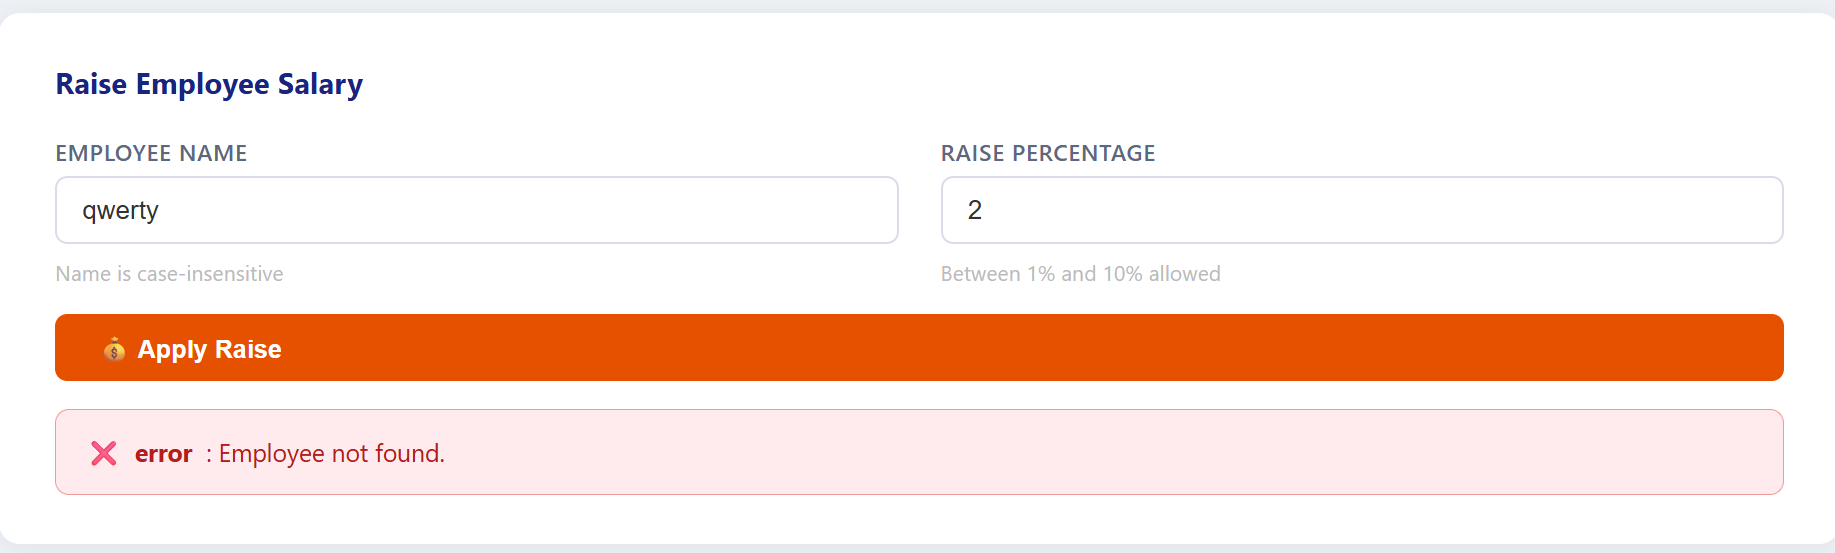 Raise Employee Salary
EMPLOYEE NAME
RAISE PERCENTAGE
qwerty
2
Name is case-insensitive
Between 1% and 10% allowed
Apply Raise
error : Employee not found.